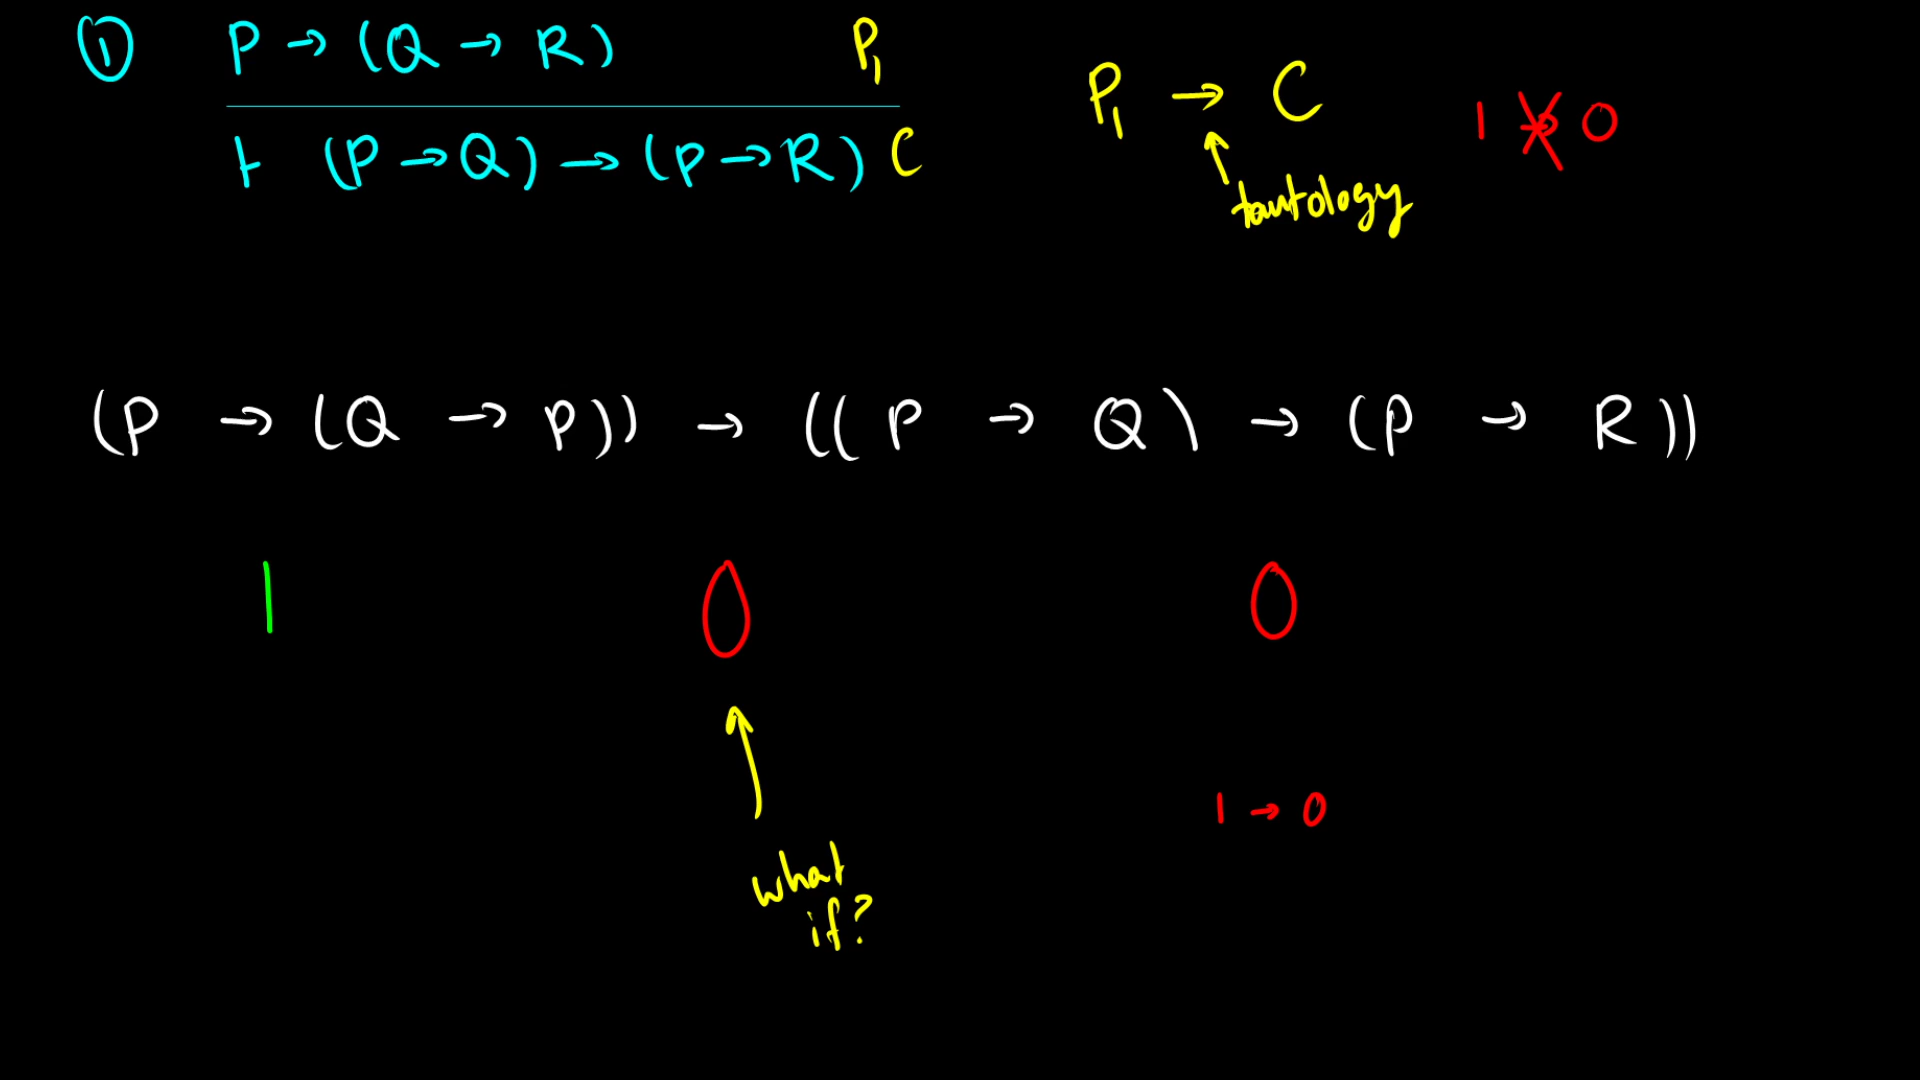 ① P → (Q → R) P₁
⊢ (P → Q) → (P → R) C
P₁ → C
tautology
1 → 0
(P → (Q → P)) → ((P → Q) → (P → R))
1 0 0
1 → 0
what
if?